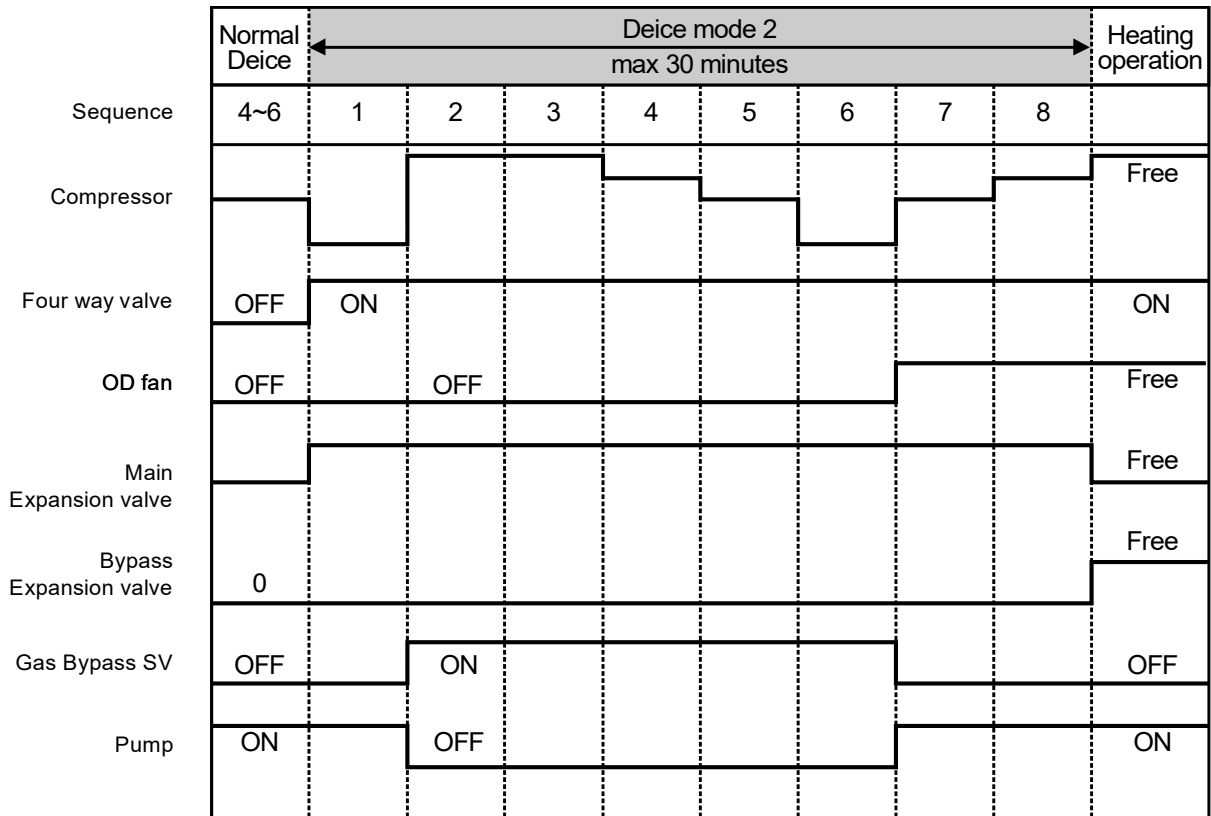 Normal Deice
Deice mode 2
max 30 minutes
Heating operation
Sequence 4~6 1 2 3 4 5 6 7 8
Compressor Free
Four way valve OFF ON ON
OD fan OFF OFF Free
Main Expansion valve Free
Bypass Expansion valve 0 Free
Gas Bypass SV OFF ON OFF
Pump ON OFF ON